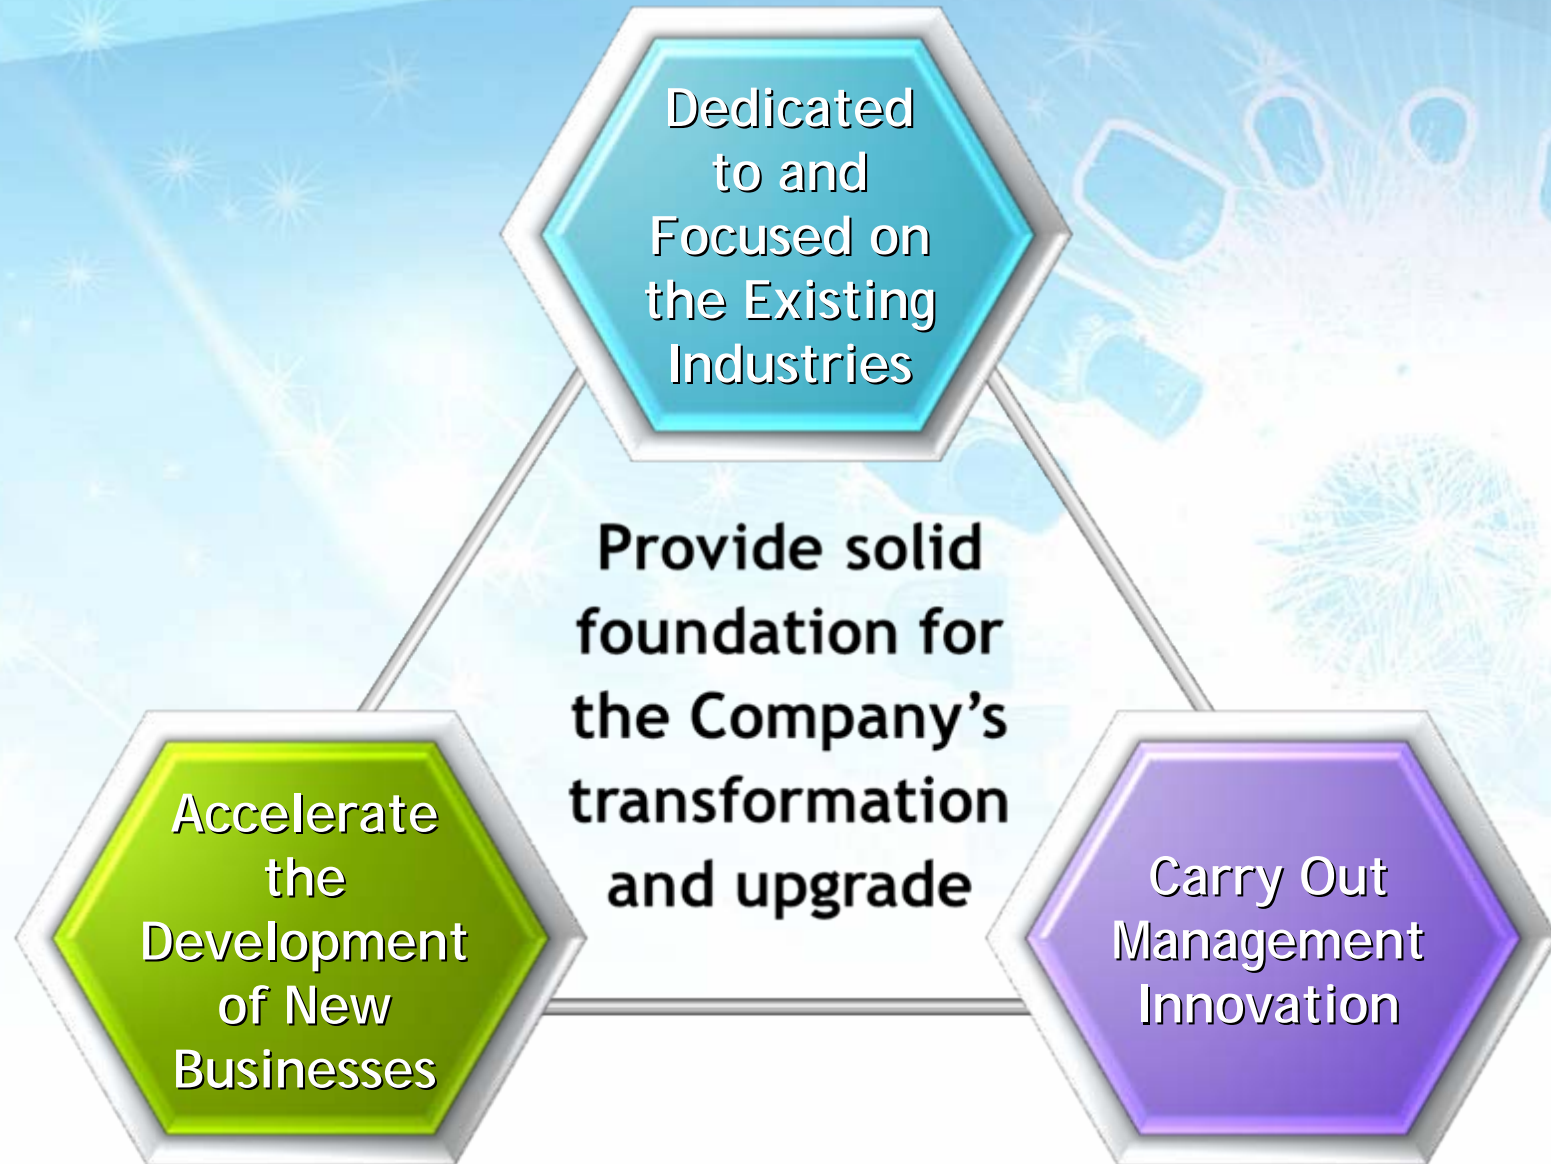 Dedicated
to and
Focused on
the Existing
Industries
Provide solid
foundation for
the Company’s
transformation
and upgrade
Accelerate
the
Development
of New
Businesses
Carry Out
Management
Innovation